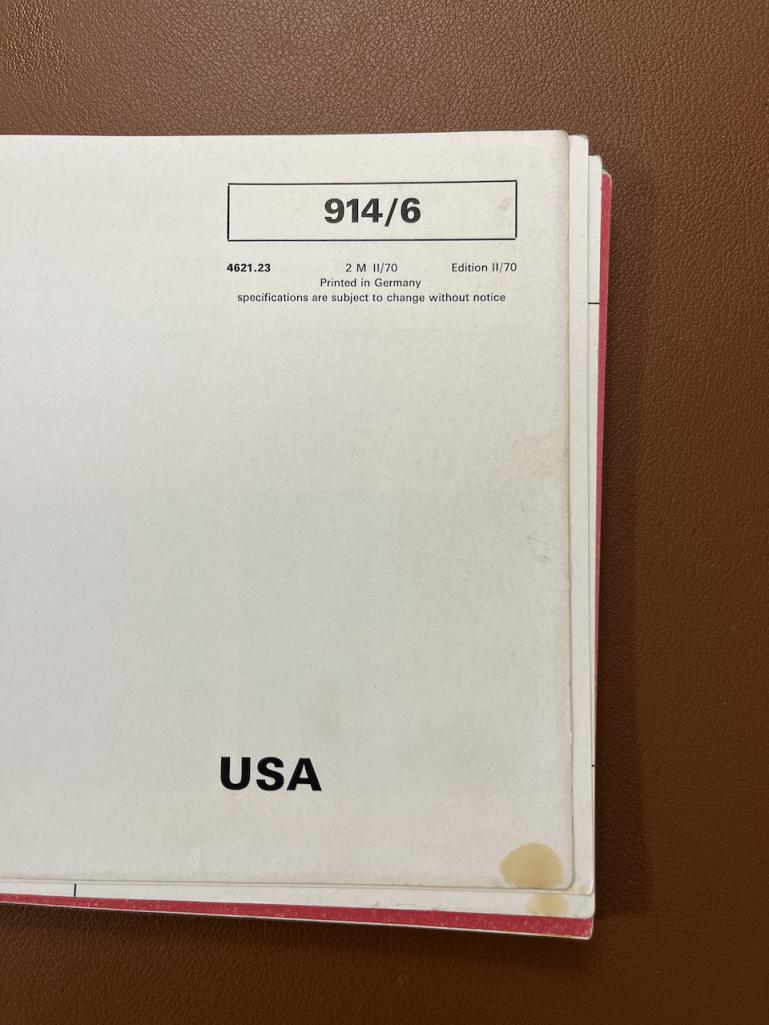 914/6
4621.23 2 M II/70 Edition II/70
Printed in Germany
specifications are subject to change without notice
USA